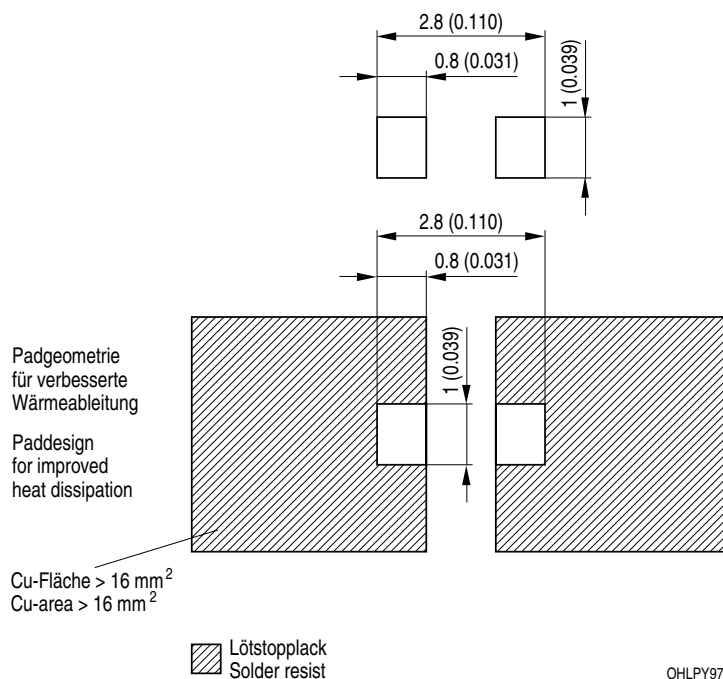 2.8 (0.110)
0.8 (0.031)
1 (0.039)
2.8 (0.110)
0.8 (0.031)
1 (0.039)
Padgeometrie
für verbesserte
Wärmeableitung
Paddesign
for improved
heat dissipation
Cu-Fläche > 16 mm²
Cu-area > 16 mm²
Lötstopplack
Solder resist
OHLPY97